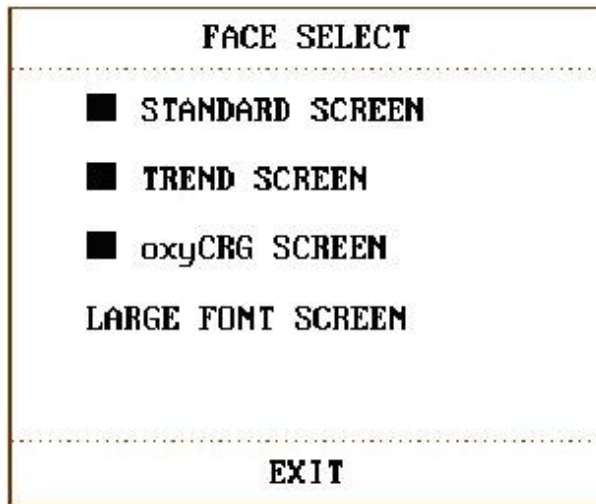 FACE SELECT
■ STANDARD SCREEN
■ TREND SCREEN
■ oxyCRG SCREEN
LARGE FONT SCREEN
EXIT